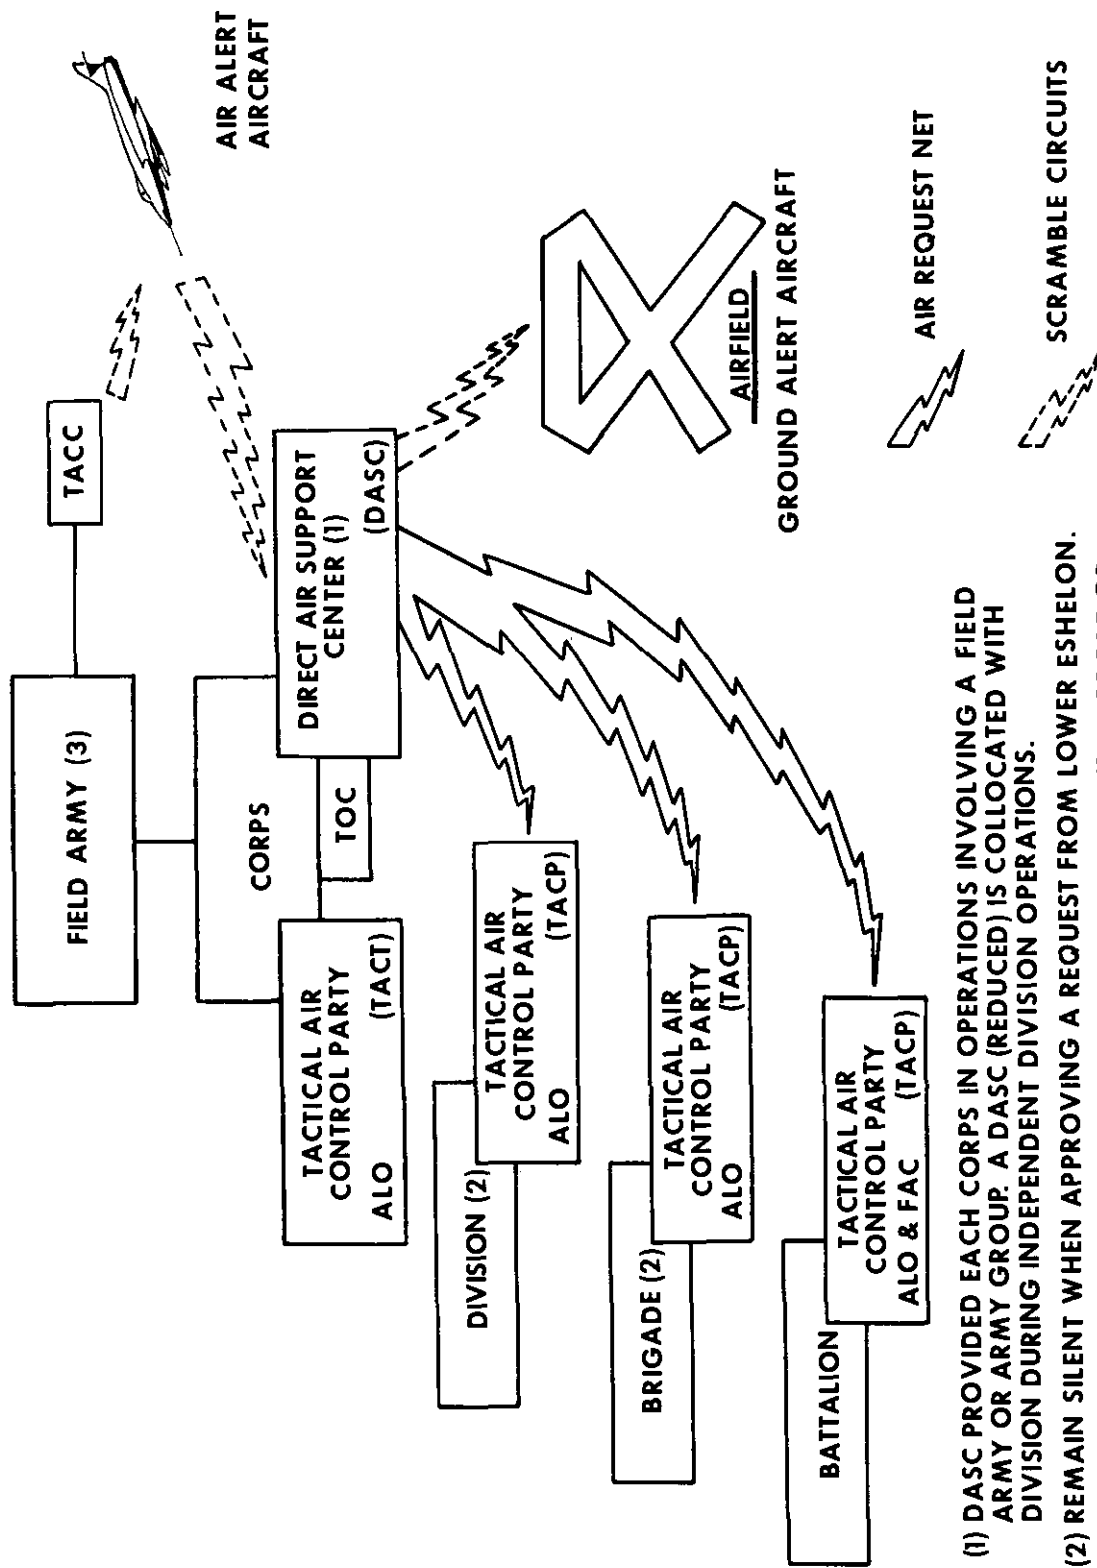 FIELD ARMY (3)
TACC
AIR ALERT
AIRCRAFT
CORPS
TACTICAL AIR
CONTROL PARTY
ALO (TACT)
TOC
DIRECT AIR SUPPORT
CENTER (1)
(DASC)
DIVISION (2)
TACTICAL AIR
CONTROL PARTY
ALO (TACP)
BRIGADE (2)
TACTICAL AIR
CONTROL PARTY
ALO (TACP)
BATTALION
TACTICAL AIR
CONTROL PARTY
ALO & FAC (TACP)
AIRFIELD
GROUND ALERT AIRCRAFT
AIR REQUEST NET
SCRAMBLE CIRCUITS
(1) DASC PROVIDED EACH CORPS IN OPERATIONS INVOLVING A FIELD
ARMY OR ARMY GROUP. A DASC (REDUCED) IS COLLOCATED WITH
DIVISION DURING INDEPENDENT DIVISION OPERATIONS.
(2) REMAIN SILENT WHEN APPROVING A REQUEST FROM LOWER ESHELON.